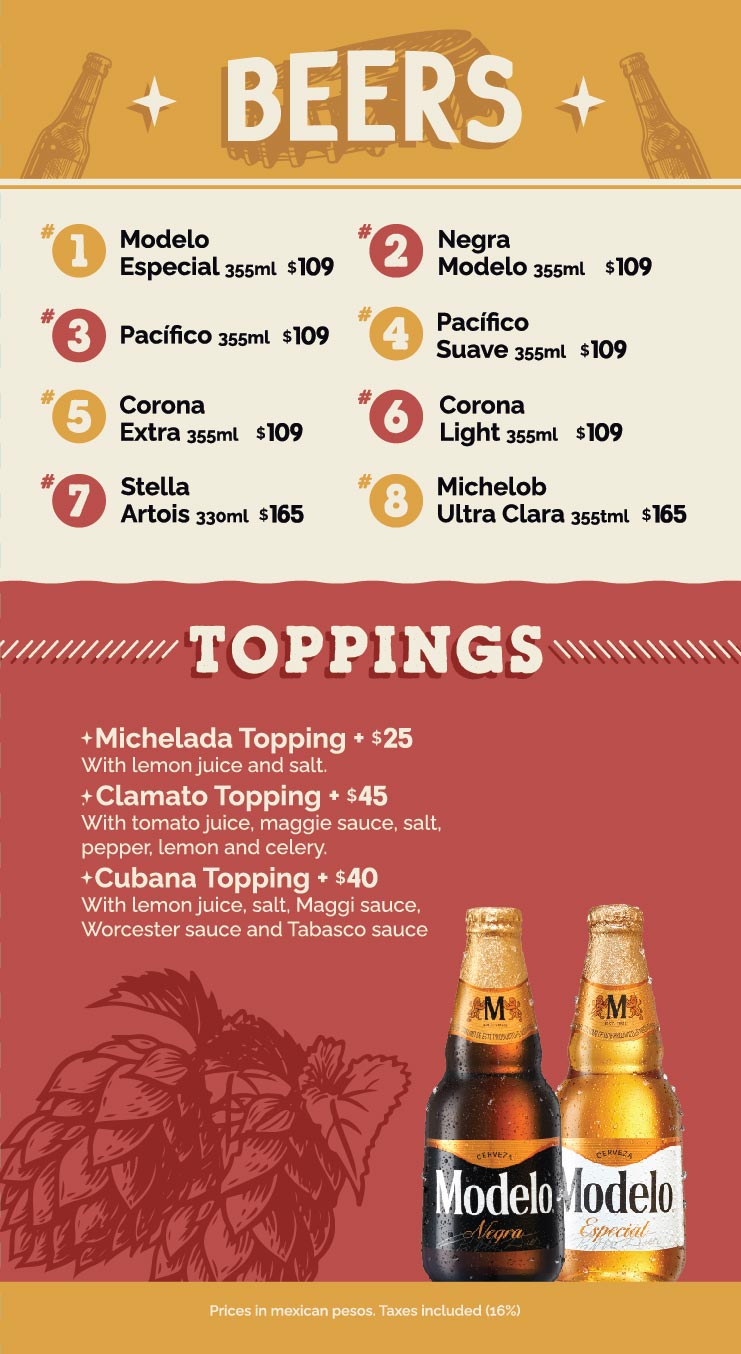 BEERS
#1 Modelo
Especial 355ml $109
#2 Negra
Modelo 355ml $109
#3 Pacífico 355ml $109
#4 Pacífico
Suave 355ml $109
#5 Corona
Extra 355ml $109
#6 Corona
Light 355ml $109
#7 Stella
Artois 330ml $165
#8 Michelob
Ultra Clara 355tml $165
TOPPINGS
Michelada Topping + $25
With lemon juice and salt.
Clamato Topping + $45
With tomato juice, maggie sauce, salt,
pepper, lemon and celery.
Cubana Topping + $40
With lemon juice, salt, Maggi sauce,
Worcester sauce and Tabasco sauce
M
CERVEZA
Modelo
Negra
M
CERVEZA
Modelo
Especial
Prices in mexican pesos. Taxes included (16%)